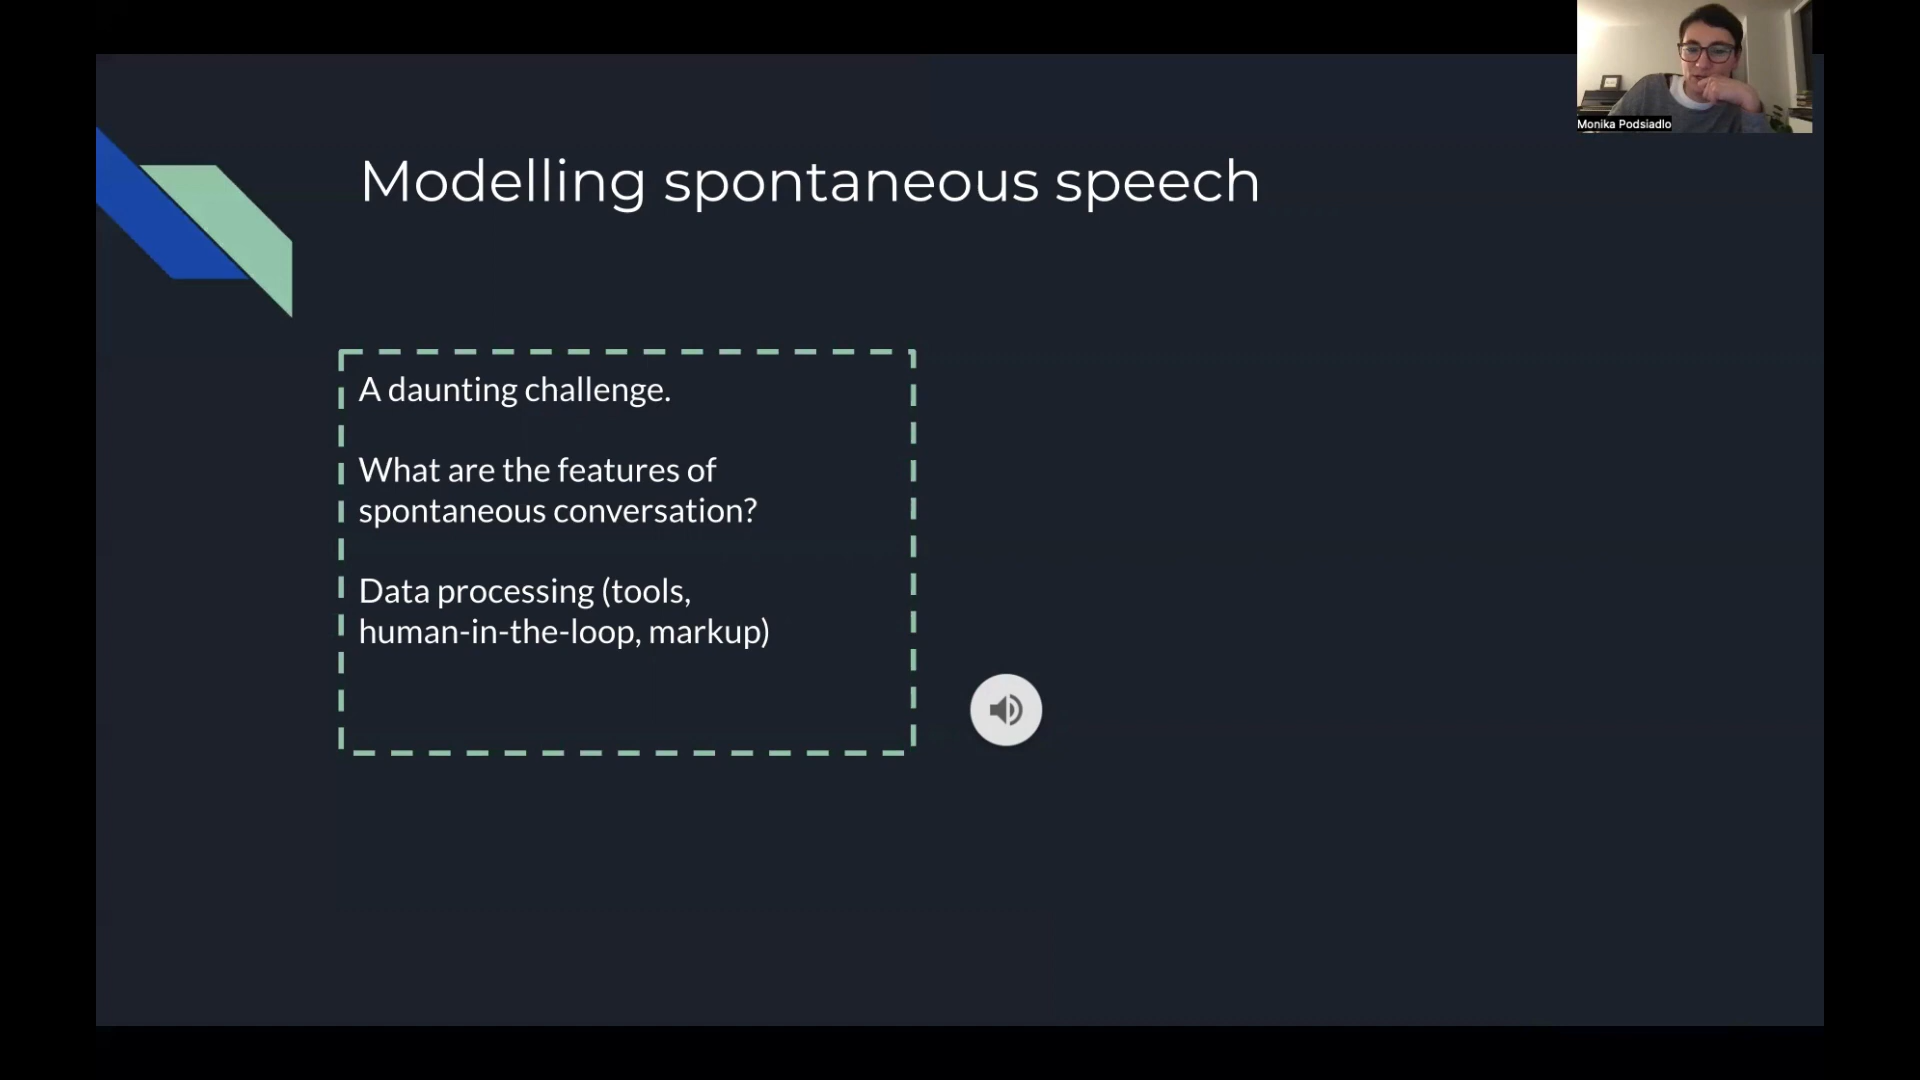 Monika Podsiadlo
Modelling spontaneous speech
A daunting challenge.
What are the features of
spontaneous conversation?
Data processing (tools,
human-in-the-loop, markup)